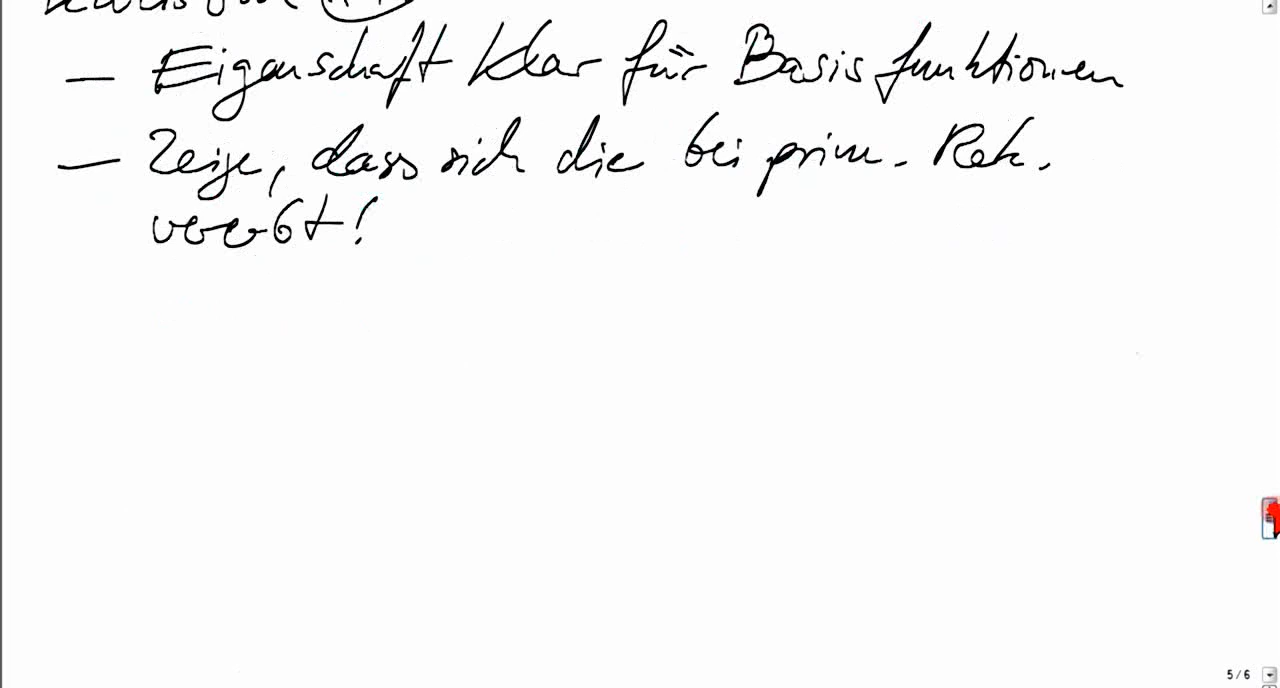 — Eigenschaft klar für Basisfunktionen
— Zeige, dass sich die bei prim. Rek.
vererbt!
5 / 6